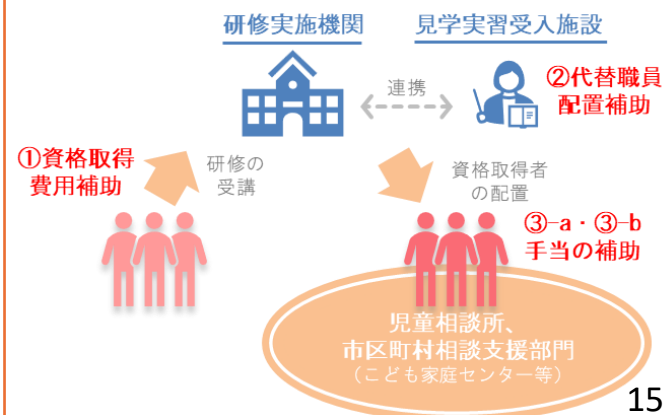 研修実施機関
見学実習受入施設
連携
②代替職員
配置補助
①資格取得
費用補助
研修の
受講
資格取得者
の配置
③-a・③-b
手当の補助
児童相談所、
市区町村相談支援部門
（こども家庭センター等）
15